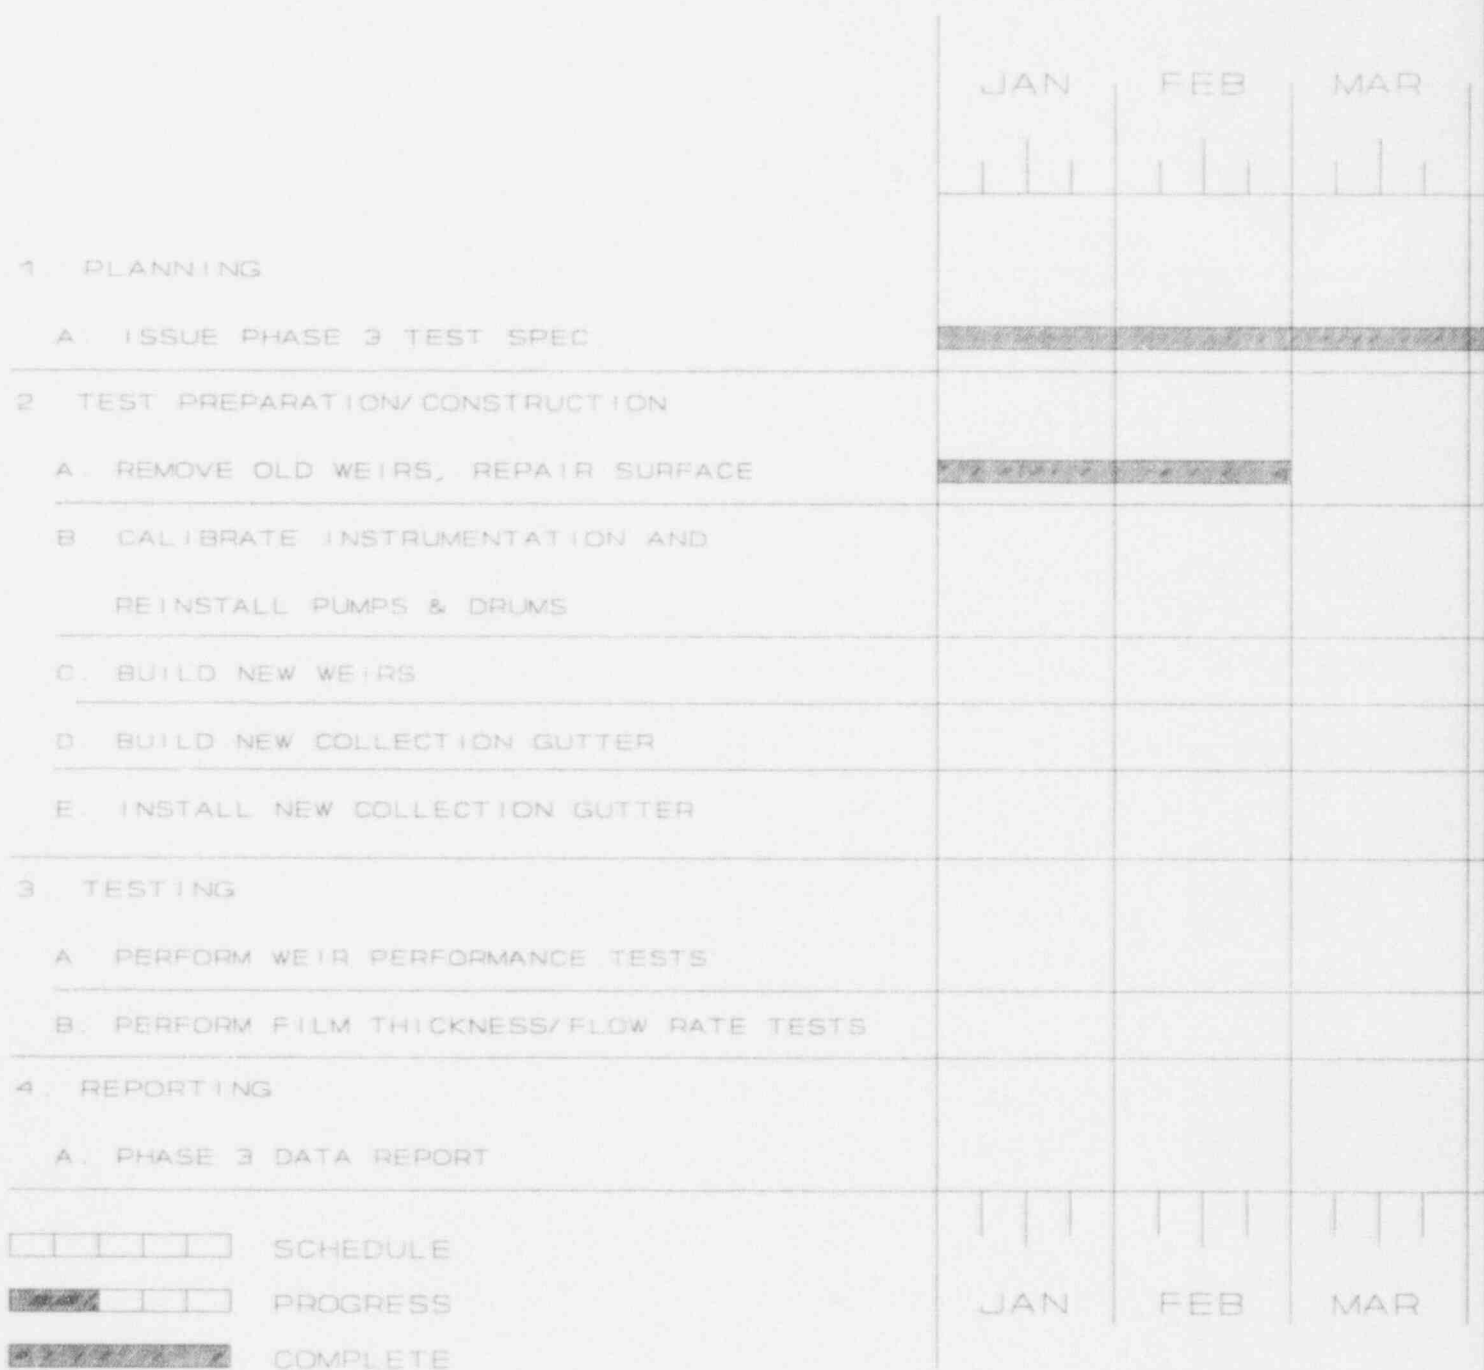 JAN FEB MAR
1. PLANNING
A. ISSUE PHASE 3 TEST SPEC
2 TEST PREPARATION/CONSTRUCTION
A. REMOVE OLD WEIRS, REPAIR SURFACE
B CALIBRATE INSTRUMENTATION AND
REINSTALL PUMPS & DRUMS
C. BUILD NEW WEIRS
D. BUILD NEW COLLECTION GUTTER
E. INSTALL NEW COLLECTION GUTTER
3. TESTING
A PERFORM WEIR PERFORMANCE TESTS
B. PERFORM FILM THICKNESS/FLOW RATE TESTS
4. REPORTING
A. PHASE 3 DATA REPORT
SCHEDULE
PROGRESS
JAN FEB MAR
COMPLETE